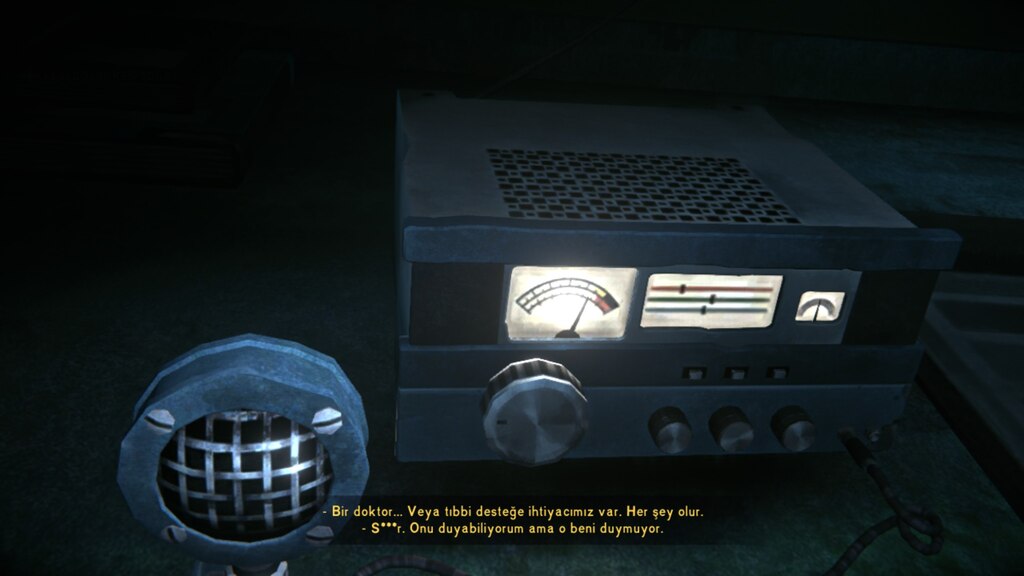 - Bir doktor... Veya tıbbi desteğe ihtiyacımız var. Her şey olur.
- S***r. Onu duyabiliyorum ama o beni duymuyor.